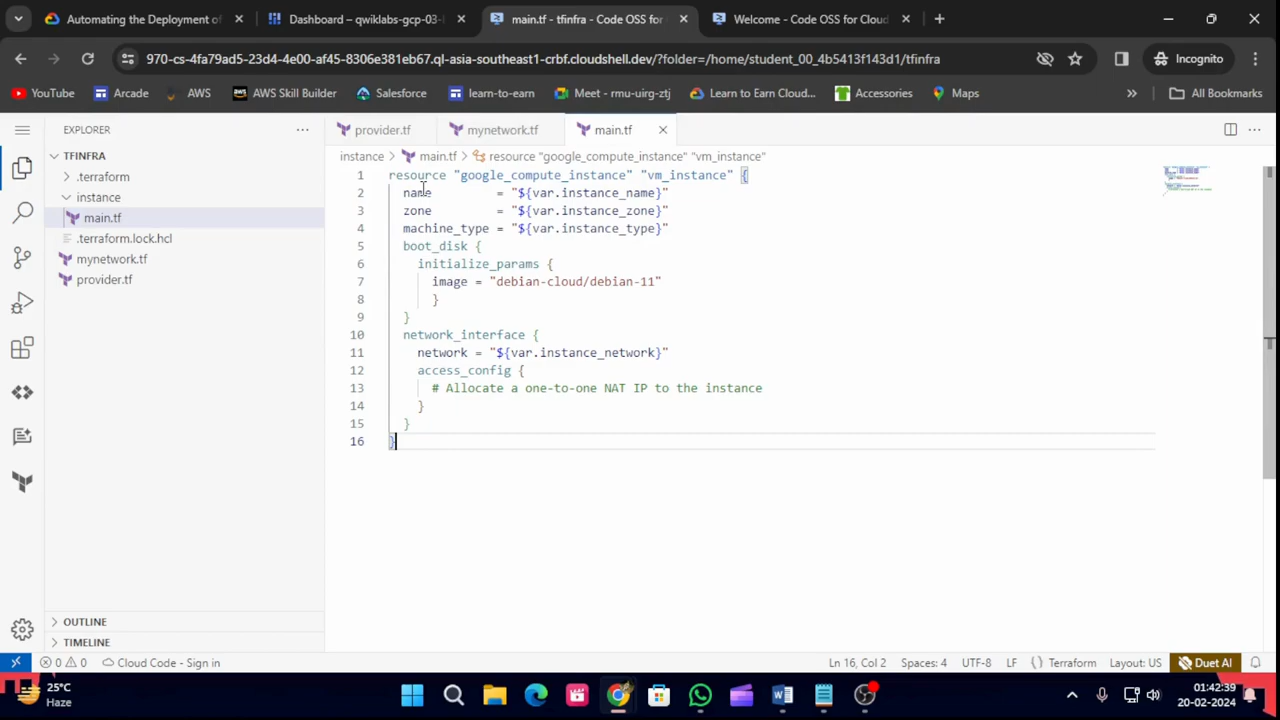 Automating the Deployment of
Dashboard – qwiklabs-gcp-03-
main.tf - tfinfra - Code OSS for
Welcome - Code OSS for Cloud
970-cs-4fa79ad5-23d4-4e00-af45-8306e381eb67.ql-asia-southeast1-crbf.cloudshell.dev/?folder=/home/student_00_4b5413f143d1/tfinfra
Incognito
YouTube
Arcade
AWS
AWS Skill Builder
Salesforce
learn-to-earn
Meet - rmu-uirg-ztj
Learn to Earn Cloud...
Accessories
Maps
All Bookmarks
EXPLORER
provider.tf
mynetwork.tf
main.tf
instance > main.tf > resource "google_compute_instance" "vm_instance"
TFINFRA
.terraform
instance
main.tf
.terraform.lock.hcl
mynetwork.tf
provider.tf
OUTLINE
TIMELINE
1 resource "google_compute_instance" "vm_instance" {
2 name = "${var.instance_name}"
3 zone = "${var.instance_zone}"
4 machine_type = "${var.instance_type}"
5 boot_disk {
6 initialize_params {
7 image = "debian-cloud/debian-11"
8 }
9 }
10 network_interface {
11 network = "${var.instance_network}"
12 access_config {
13 # Allocate a one-to-one NAT IP to the instance
14 }
15 }
16 }
0 0 Cloud Code - Sign in
Ln 16, Col 2 Spaces: 4 UTF-8 LF Terraform Layout: US Duet AI
25°C
Haze
01:42:39
20-02-2024